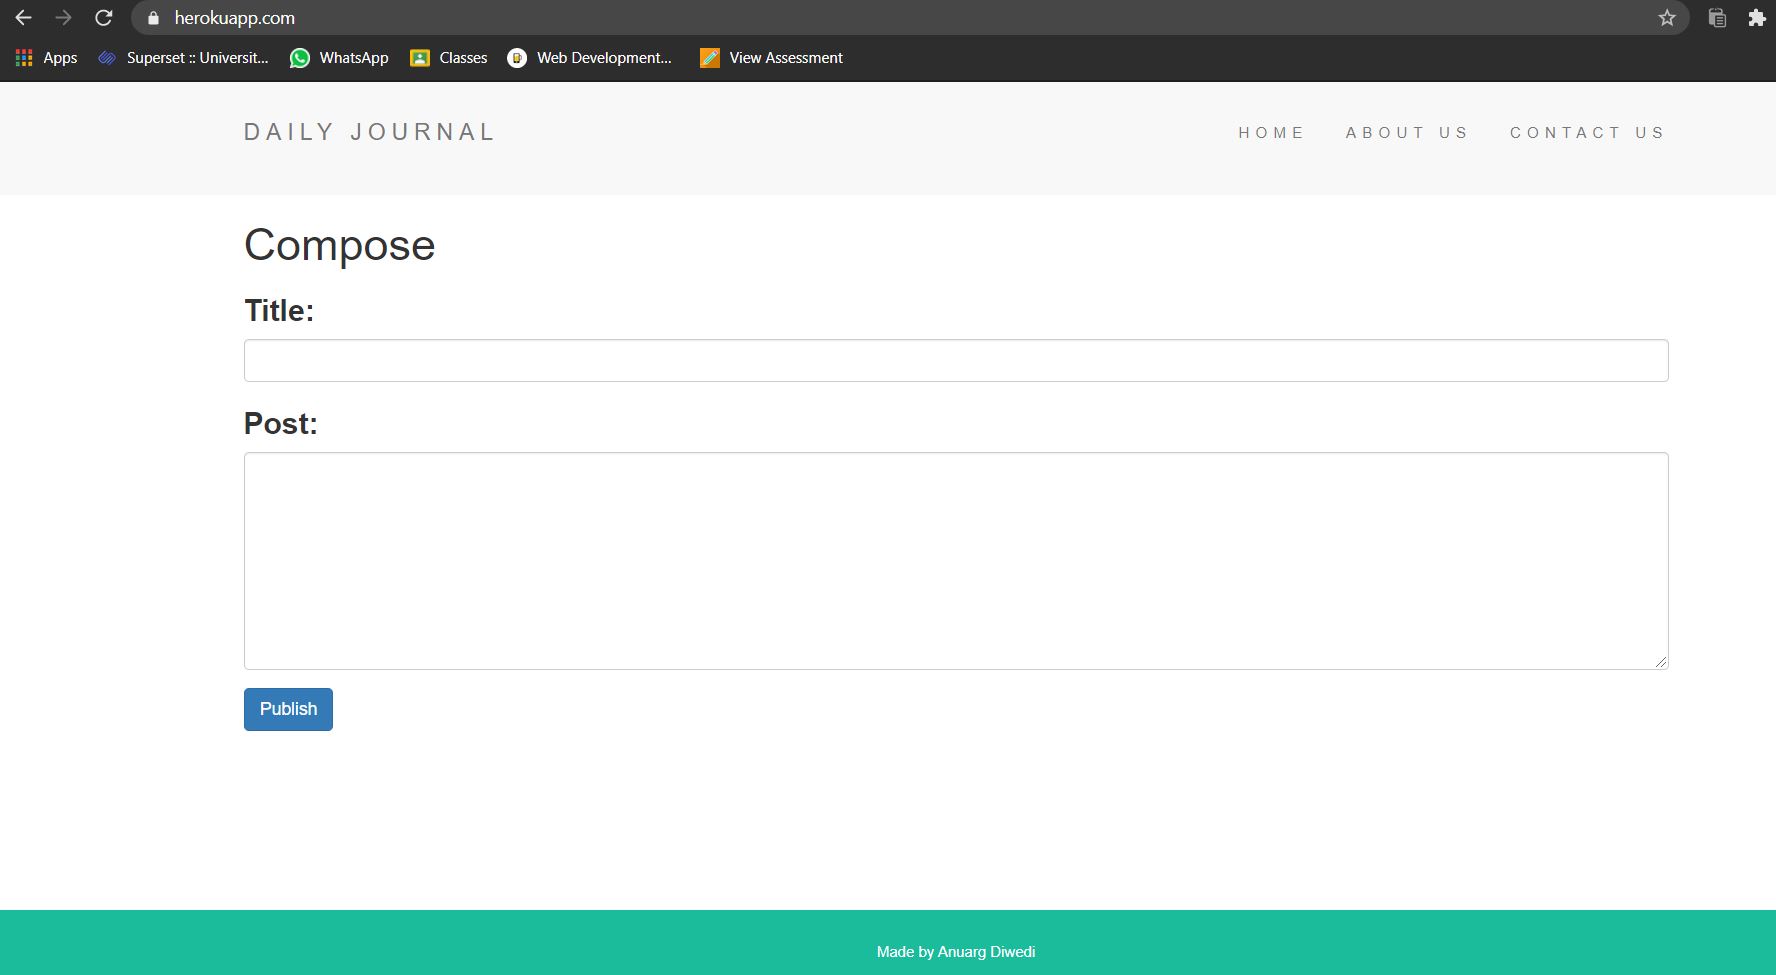 herokuapp.com
Apps Superset :: Universit... WhatsApp Classes Web Development... View Assessment
DAILY JOURNAL HOME ABOUT US CONTACT US
Compose
Title:
Post:
Publish
Made by Anuarg Diwedi